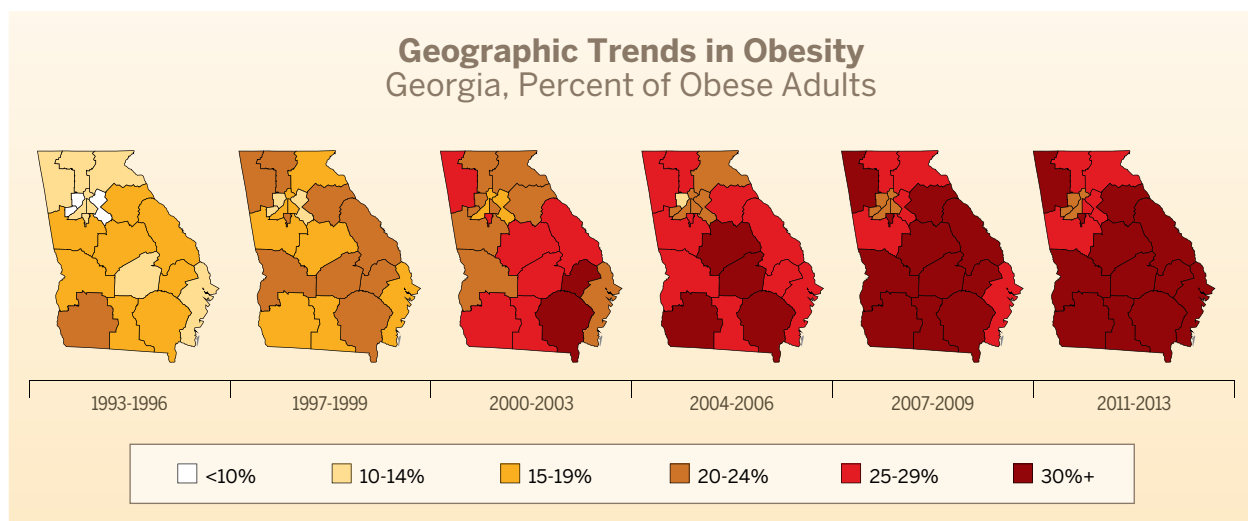 Geographic Trends in Obesity
Georgia, Percent of Obese Adults
1993-1996 1997-1999 2000-2003 2004-2006 2007-2009 2011-2013
<10% 10-14% 15-19% 20-24% 25-29% 30%+